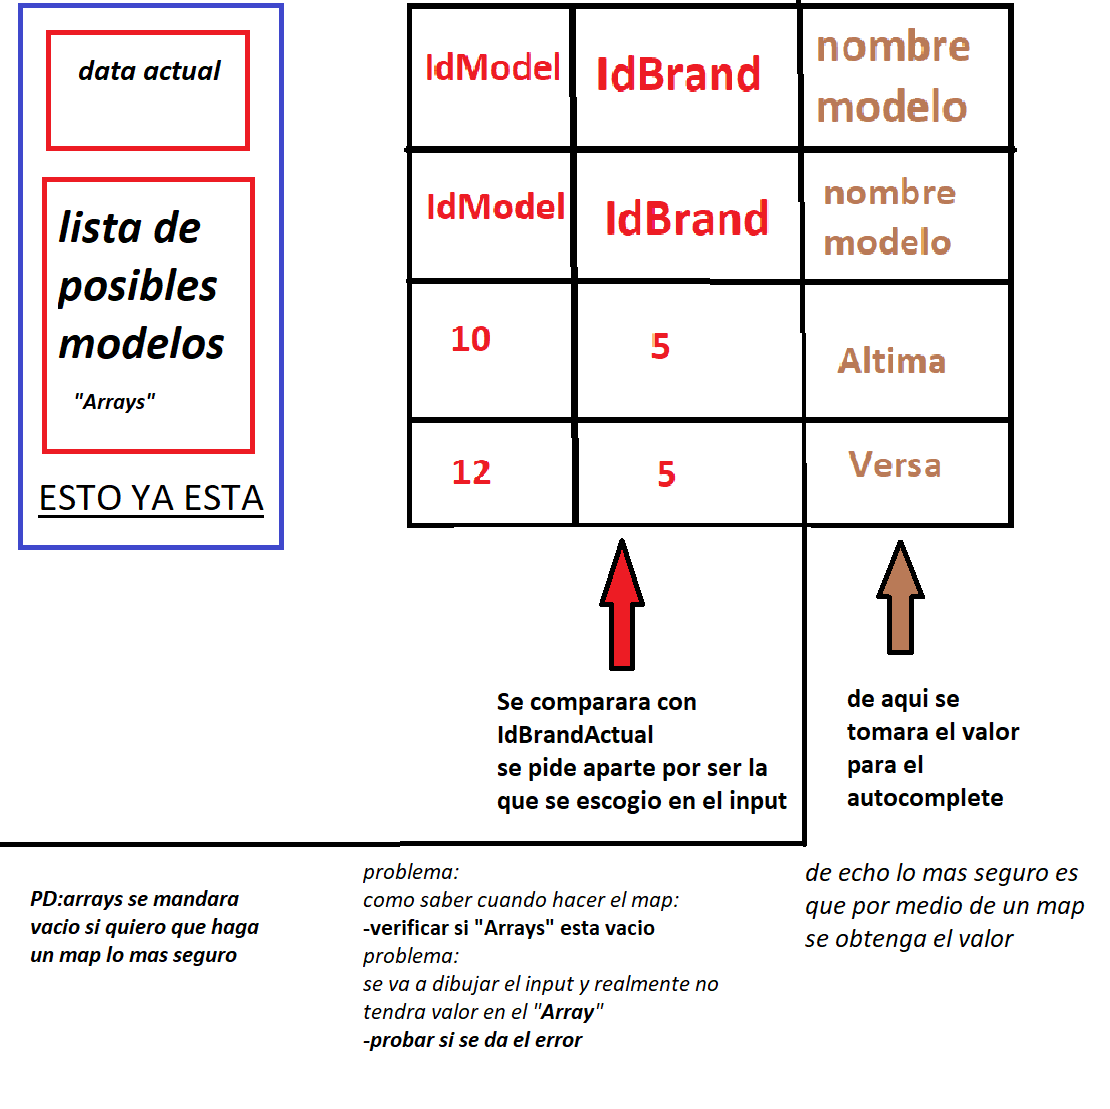 data actual
lista de
posibles
modelos
"Arrays"
ESTO YA ESTA
IdModel IdBrand nombre
modelo
IdModel IdBrand nombre
modelo
10 5 Altima
12 5 Versa
Se comparara con
IdBrandActual
se pide aparte por ser la
que se escogio en el input
de aqui se
tomara el valor
para el
autocomplete
PD:arrays se mandara
vacio si quiero que haga
un map lo mas seguro
problema:
como saber cuando hacer el map:
-verificar si "Arrays" esta vacio
problema:
se va a dibujar el input y realmente no
tendra valor en el "Array"
-probar si se da el error
de echo lo mas seguro es
que por medio de un map
se obtenga el valor